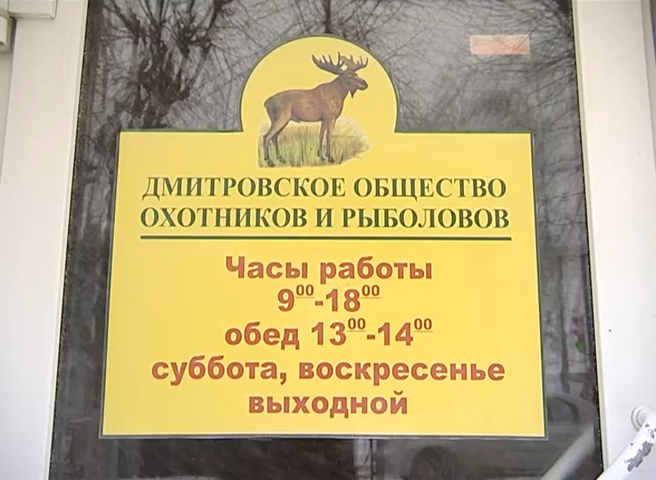 ДМИТРОВСКОЕ ОБЩЕСТВО
ОХОТНИКОВ И РЫБОЛОВОВ
Часы работы
9⁰⁰-18⁰⁰
обед 13⁰⁰-14⁰⁰
суббота, воскресенье
выходной